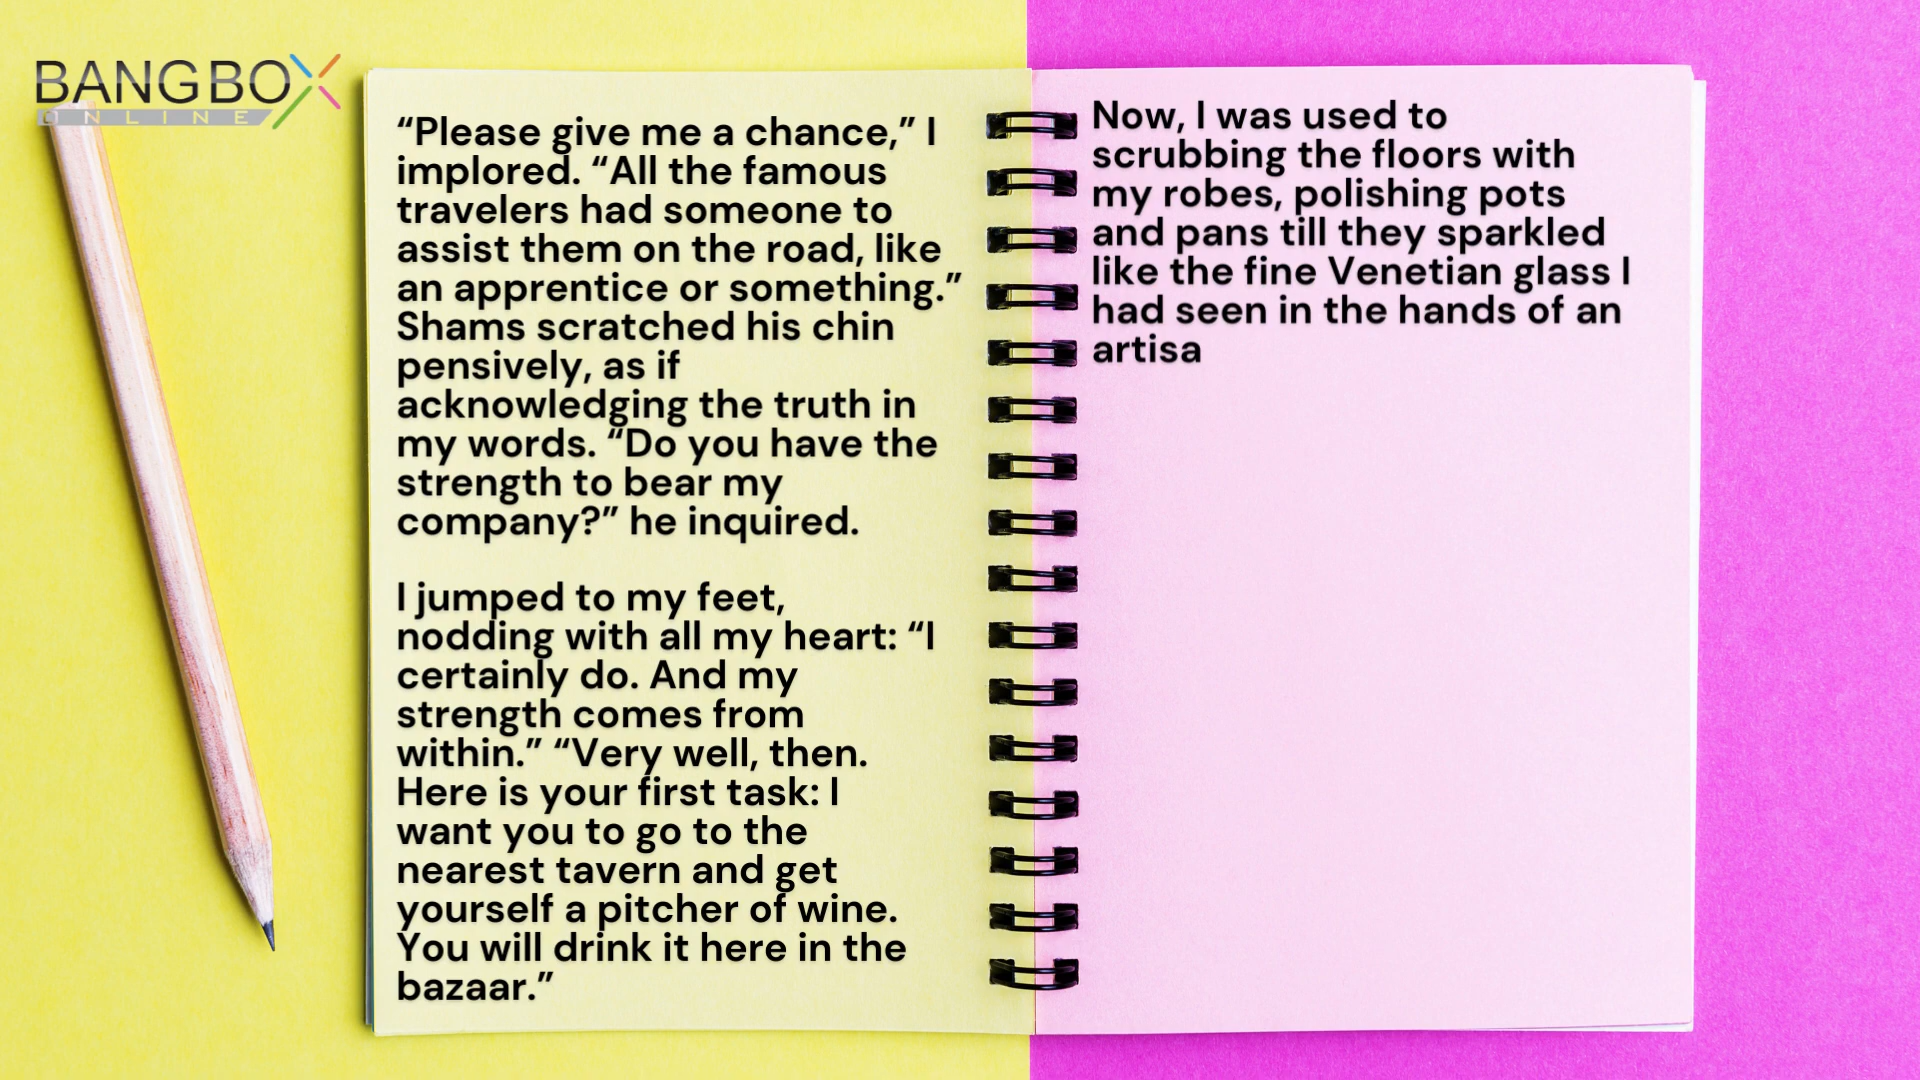 BANGBOX
ONLINE
“Please give me a chance,” I
implored. “All the famous
travelers had someone to
assist them on the road, like
an apprentice or something.”
Shams scratched his chin
pensively, as if
acknowledging the truth in
my words. “Do you have the
strength to bear my
company?” he inquired.
I jumped to my feet,
nodding with all my heart: “I
certainly do. And my
strength comes from
within.” “Very well, then.
Here is your first task: I
want you to go to the
nearest tavern and get
yourself a pitcher of wine.
You will drink it here in the
bazaar.”
Now, I was used to
scrubbing the floors with
my robes, polishing pots
and pans till they sparkled
like the fine Venetian glass I
had seen in the hands of an
artisa